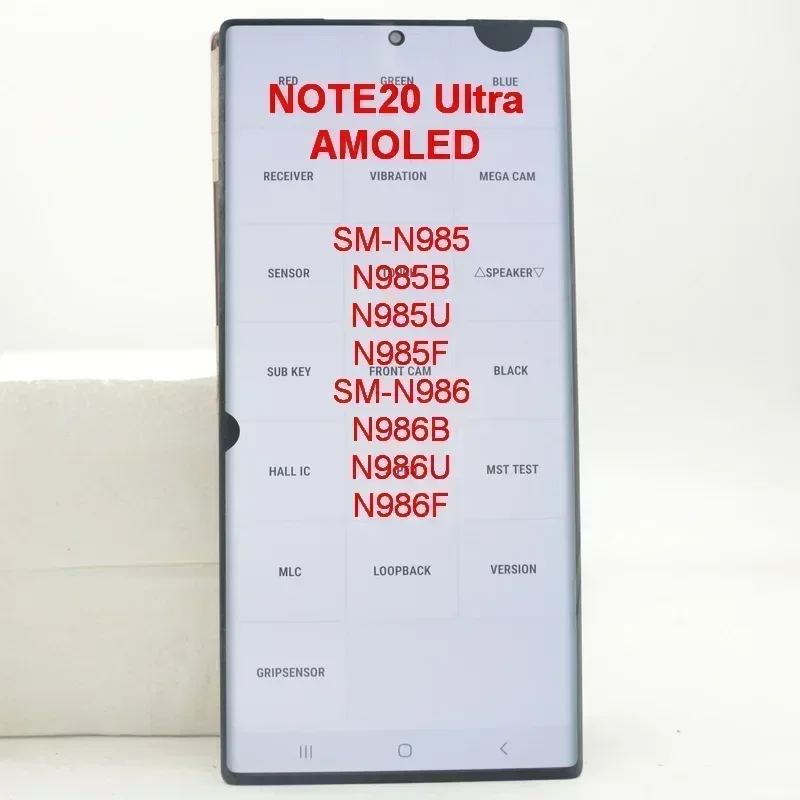 RED GREEN BLUE
NOTE20 Ultra
AMOLED
RECEIVER VIBRATION MEGA CAM
SM-N985
SENSOR △SPEAKER▽
N985B
N985U
N985F
SUB KEY FRONT CAM BLACK
SM-N986
N986B
HALL IC MST TEST
N986U
N986F
MLC LOOPBACK VERSION
GRIPSENSOR